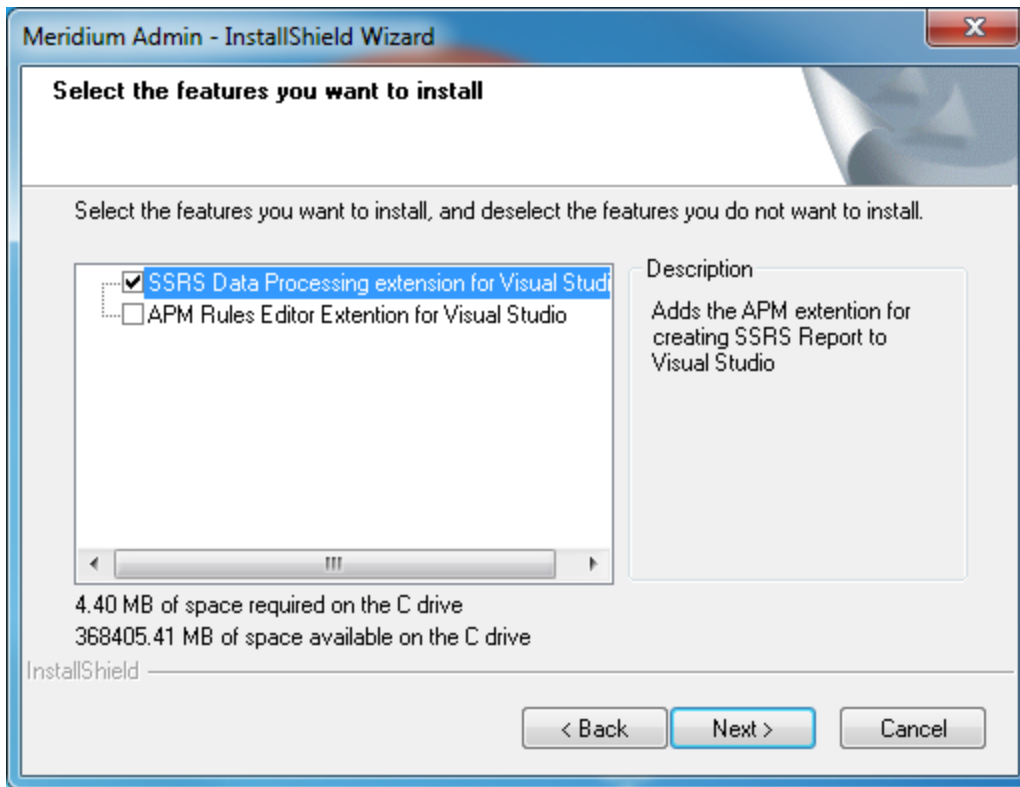 Meridium Admin - InstallShield Wizard
Select the features you want to install
Select the features you want to install, and deselect the features you do not want to install.
SSRS Data Processing extension for Visual Studi
APM Rules Editor Extention for Visual Studio
Description
Adds the APM extention for
creating SSRS Report to
Visual Studio
4.40 MB of space required on the C drive
368405.41 MB of space available on the C drive
InstallShield
< Back
Next >
Cancel